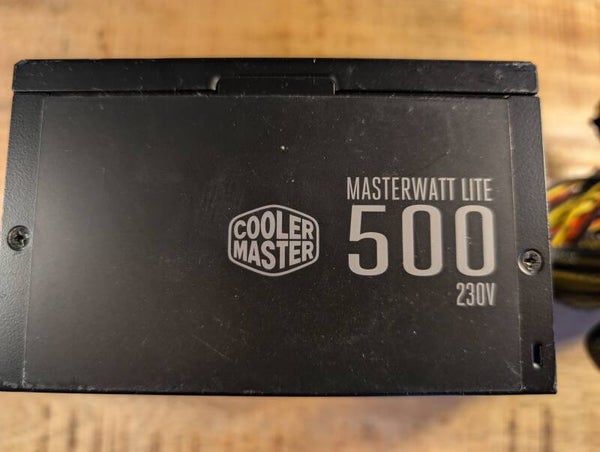 COOLER
MASTER
MASTERWATT LITE
500
230V